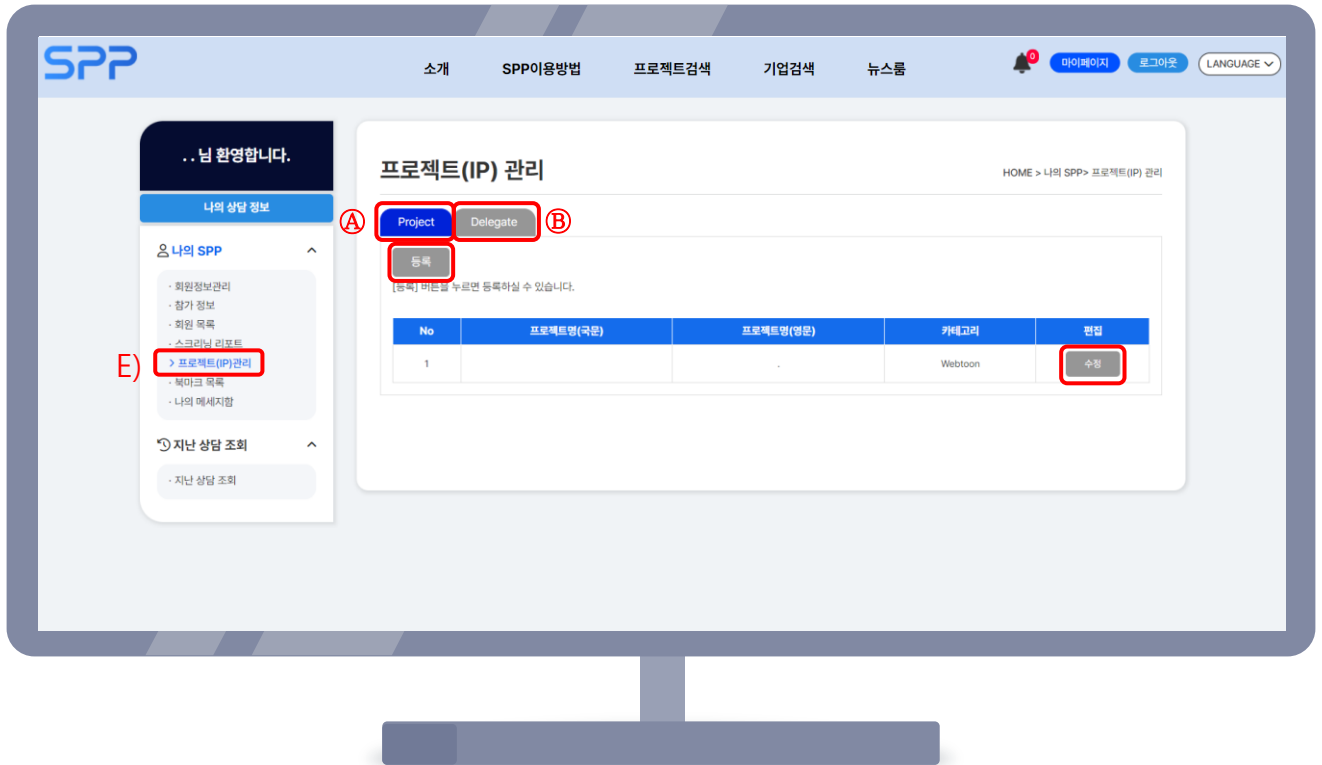 SPP
소개 SPP이용방법 프로젝트검색 기업검색 뉴스룸
0 마이페이지 로그아웃 LANGUAGE
. . 님 환영합니다.
나의 상담 정보
나의 SPP
· 회원정보관리
· 참가 정보
· 회원 목록
· 스크리닝 리포트
E) > 프로젝트(IP)관리
· 북마크 목록
· 나의 메세지함
지난 상담 조회
· 지난 상담 조회
프로젝트(IP) 관리
HOME > 나의 SPP> 프로젝트(IP) 관리
Ⓐ Project Delegate Ⓑ
등록
[등록] 버튼을 누르면 등록하실 수 있습니다.
No 프로젝트명(국문) 프로젝트명(영문) 카테고리 편집
1 . Webtoon 수정